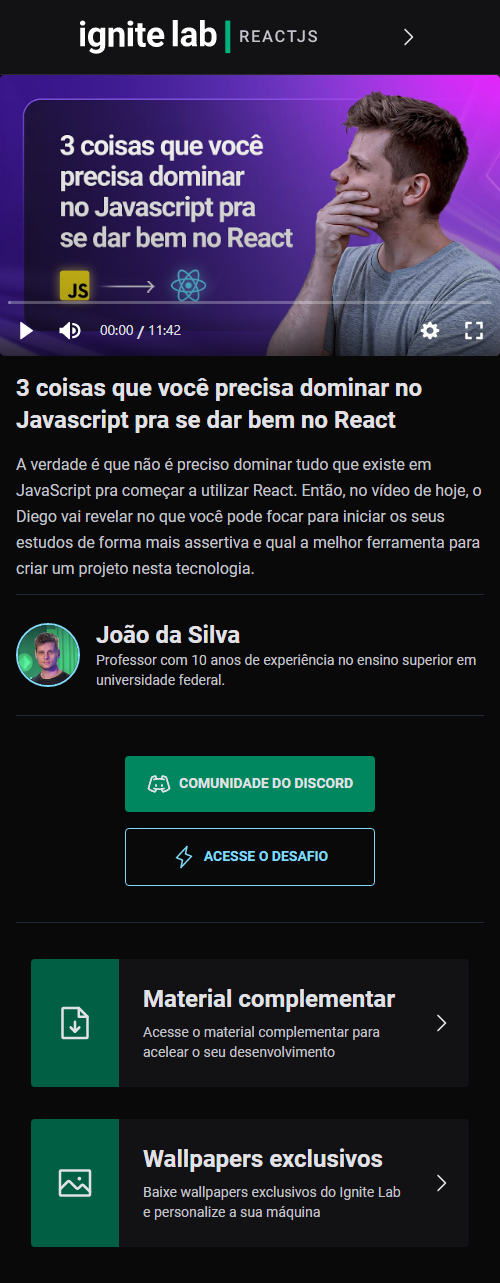 ignite lab | REACTJS
3 coisas que você
precisa dominar
no Javascript pra
se dar bem no React
JS
00:00 / 11:42
3 coisas que você precisa dominar no
Javascript pra se dar bem no React
A verdade é que não é preciso dominar tudo que existe em
JavaScript pra começar a utilizar React. Então, no vídeo de hoje, o
Diego vai revelar no que você pode focar para iniciar os seus
estudos de forma mais assertiva e qual a melhor ferramenta para
criar um projeto nesta tecnologia.
João da Silva
Professor com 10 anos de experiência no ensino superior em
universidade federal.
COMUNIDADE DO DISCORD
ACESSE O DESAFIO
Material complementar
Acesse o material complementar para
acelear o seu desenvolvimento
Wallpapers exclusivos
Baixe wallpapers exclusivos do Ignite Lab
e personalize a sua máquina